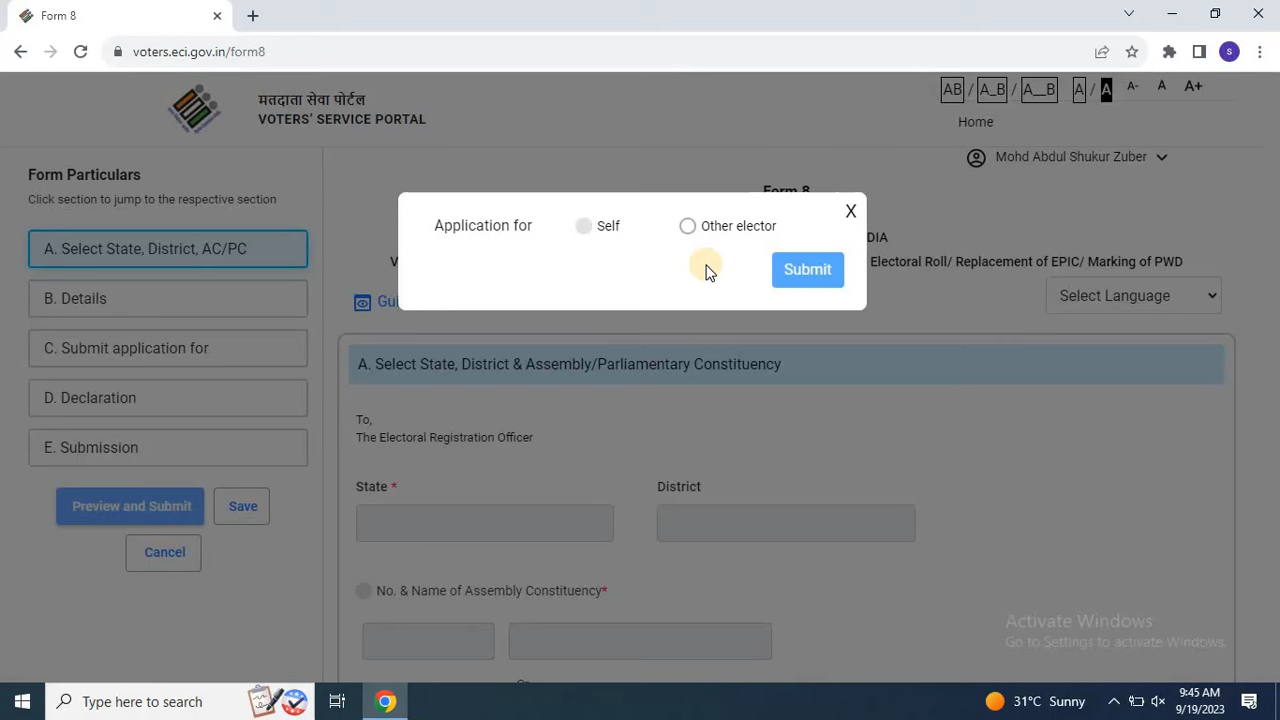 Form 8
voters.eci.gov.in/form8
S
AB / A_B / A__B A / A A- A A+
मतदाता सेवा पोर्टल
VOTERS' SERVICE PORTAL
Home
Mohd Abdul Shukur Zuber
Form Particulars
Click section to jump to the respective section
A. Select State, District, AC/PC
B. Details
C. Submit application for
D. Declaration
E. Submission
Preview and Submit
Save
Cancel
Form 8
Application for
Self
Other elector
X
Submit
Electoral Roll/ Replacement of EPIC/ Marking of PWD
Select Language
A. Select State, District & Assembly/Parliamentary Constituency
To,
The Electoral Registration Officer
State *
District
No. & Name of Assembly Constituency*
Activate Windows
Go to Settings to activate Windows.
Type here to search
31°C Sunny
9:45 AM
9/19/2023